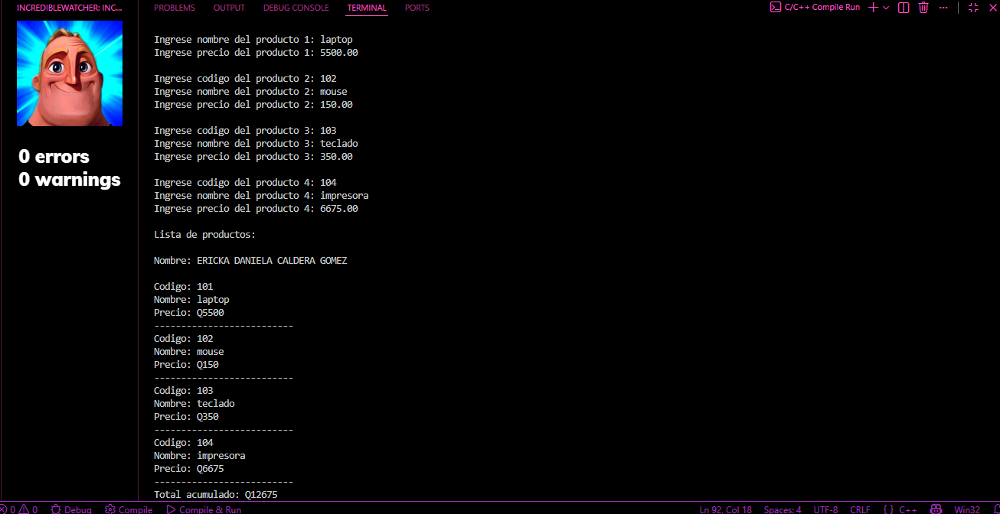 INCREDIBLEWATCHER: INC...
0 errors
0 warnings
PROBLEMS OUTPUT DEBUG CONSOLE TERMINAL PORTS
C/C++ Compile Run
Ingrese nombre del producto 1: laptop
Ingrese precio del producto 1: 5500.00
Ingrese codigo del producto 2: 102
Ingrese nombre del producto 2: mouse
Ingrese precio del producto 2: 150.00
Ingrese codigo del producto 3: 103
Ingrese nombre del producto 3: teclado
Ingrese precio del producto 3: 350.00
Ingrese codigo del producto 4: 104
Ingrese nombre del producto 4: impresora
Ingrese precio del producto 4: 6675.00
Lista de productos:
Nombre: ERICKA DANIELA CALDERA GOMEZ
Codigo: 101
Nombre: laptop
Precio: Q5500
--------------------------
Codigo: 102
Nombre: mouse
Precio: Q150
--------------------------
Codigo: 103
Nombre: teclado
Precio: Q350
--------------------------
Codigo: 104
Nombre: impresora
Precio: Q6675
--------------------------
Total acumulado: Q12675
0 0 Debug Compile Compile & Run Ln 92, Col 18 Spaces: 4 UTF-8 CRLF { } C++ Win32